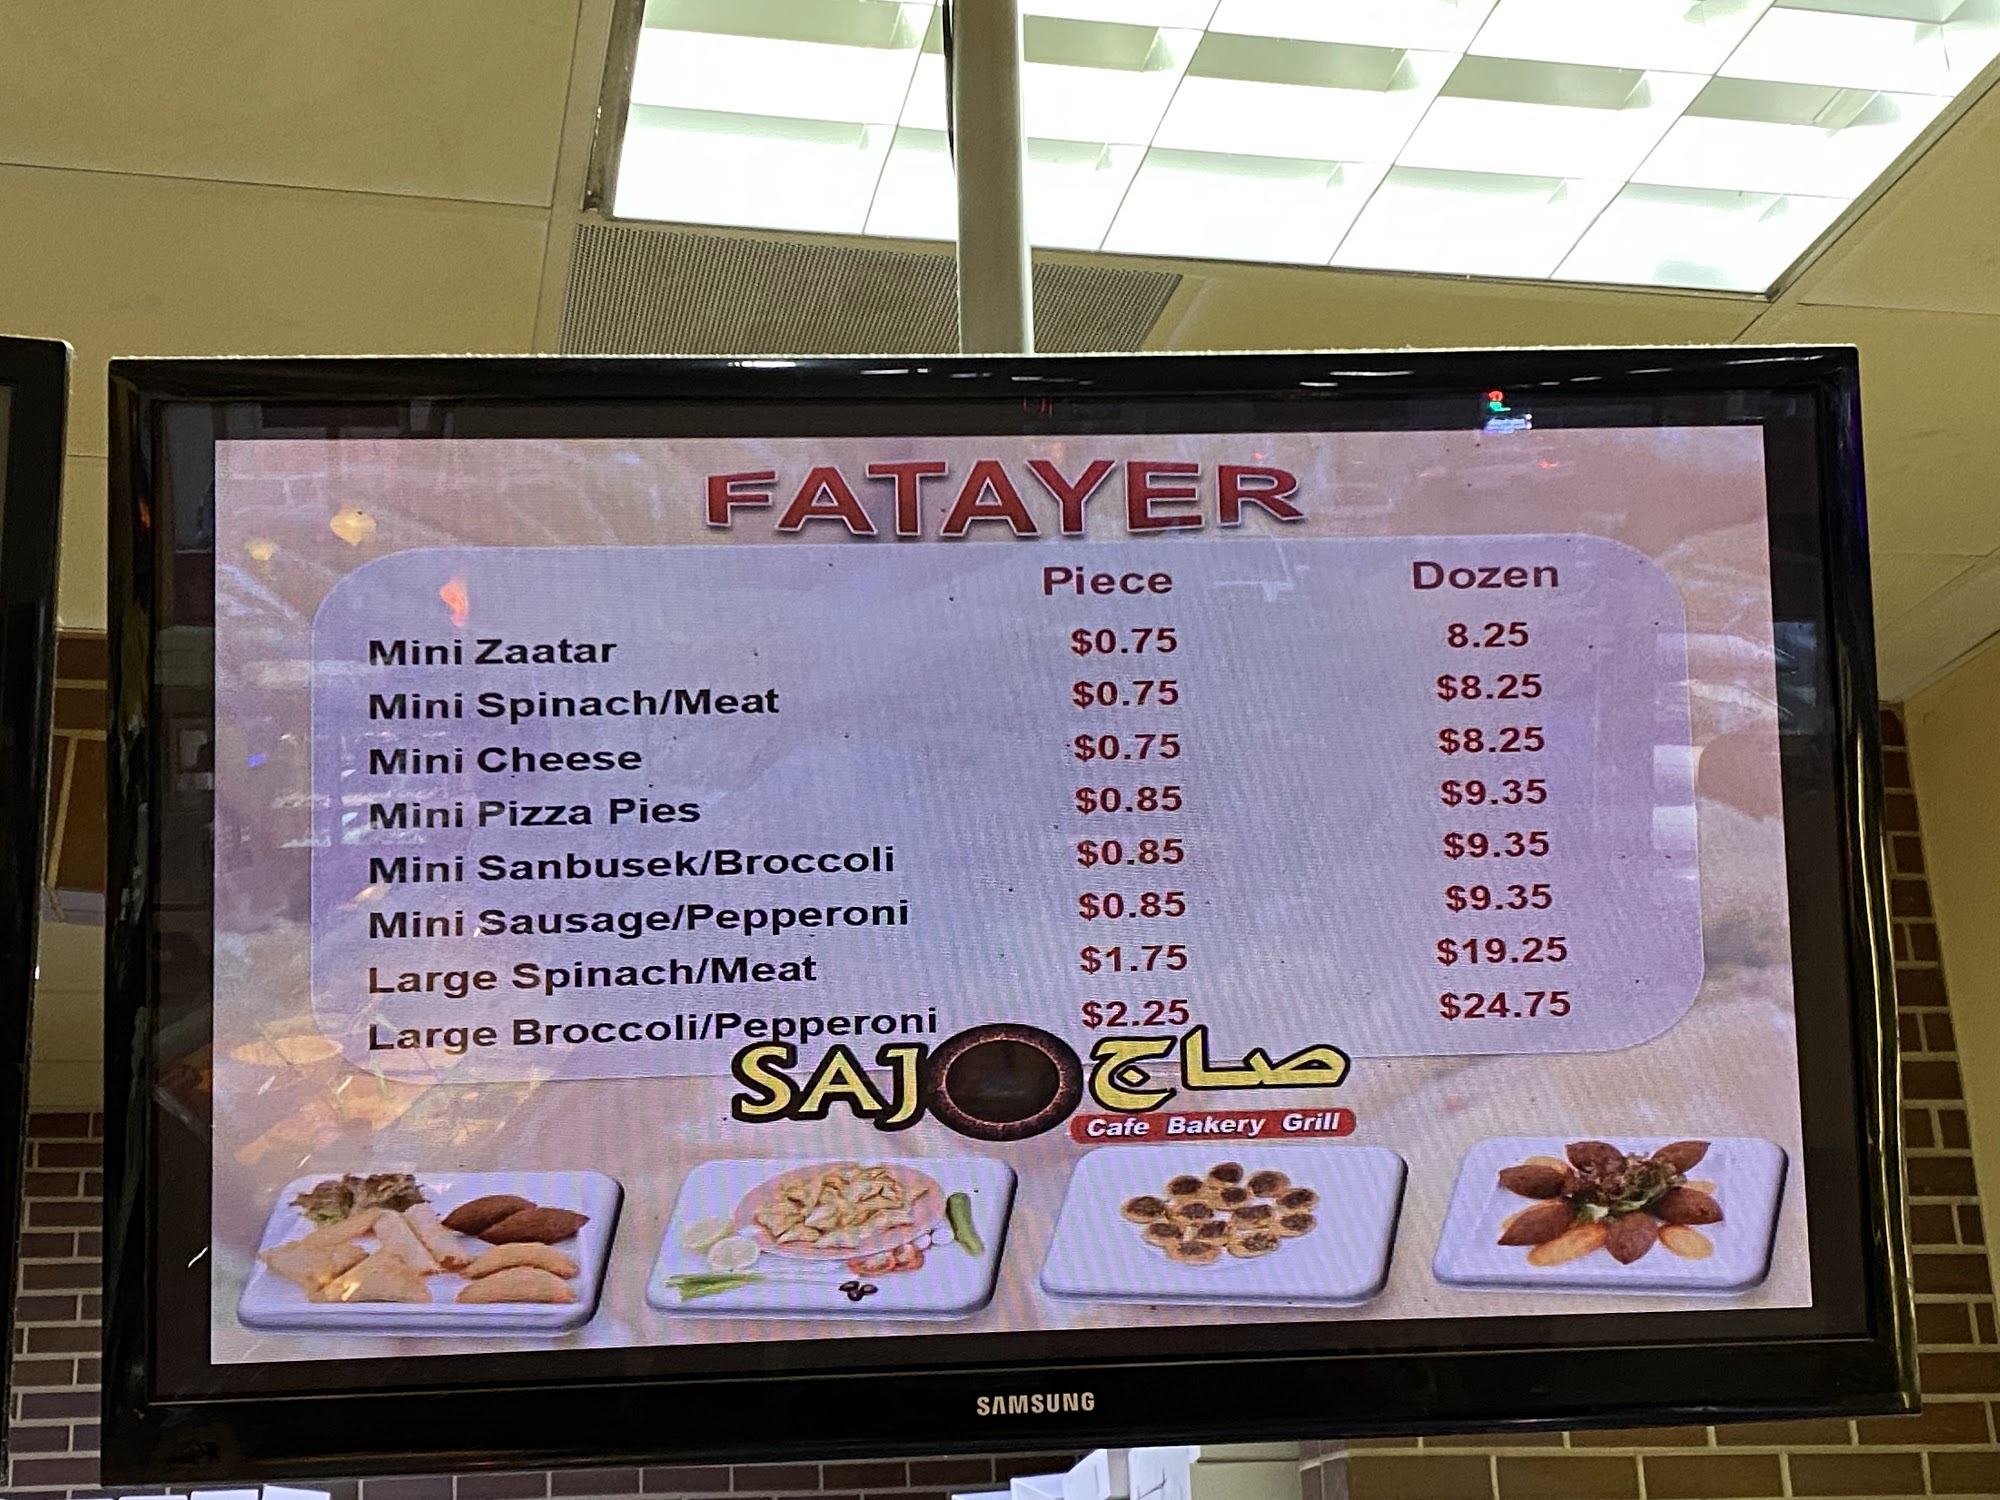 FATAYER
Piece Dozen
Mini Zaatar $0.75 8.25
Mini Spinach/Meat $0.75 $8.25
Mini Cheese $0.75 $8.25
Mini Pizza Pies $0.85 $9.35
Mini Sanbusek/Broccoli $0.85 $9.35
Mini Sausage/Pepperoni $0.85 $9.35
Large Spinach/Meat $1.75 $19.25
Large Broccoli/Pepperoni $2.25 $24.75
SAJ صاج
Cafe Bakery Grill
SAMSUNG